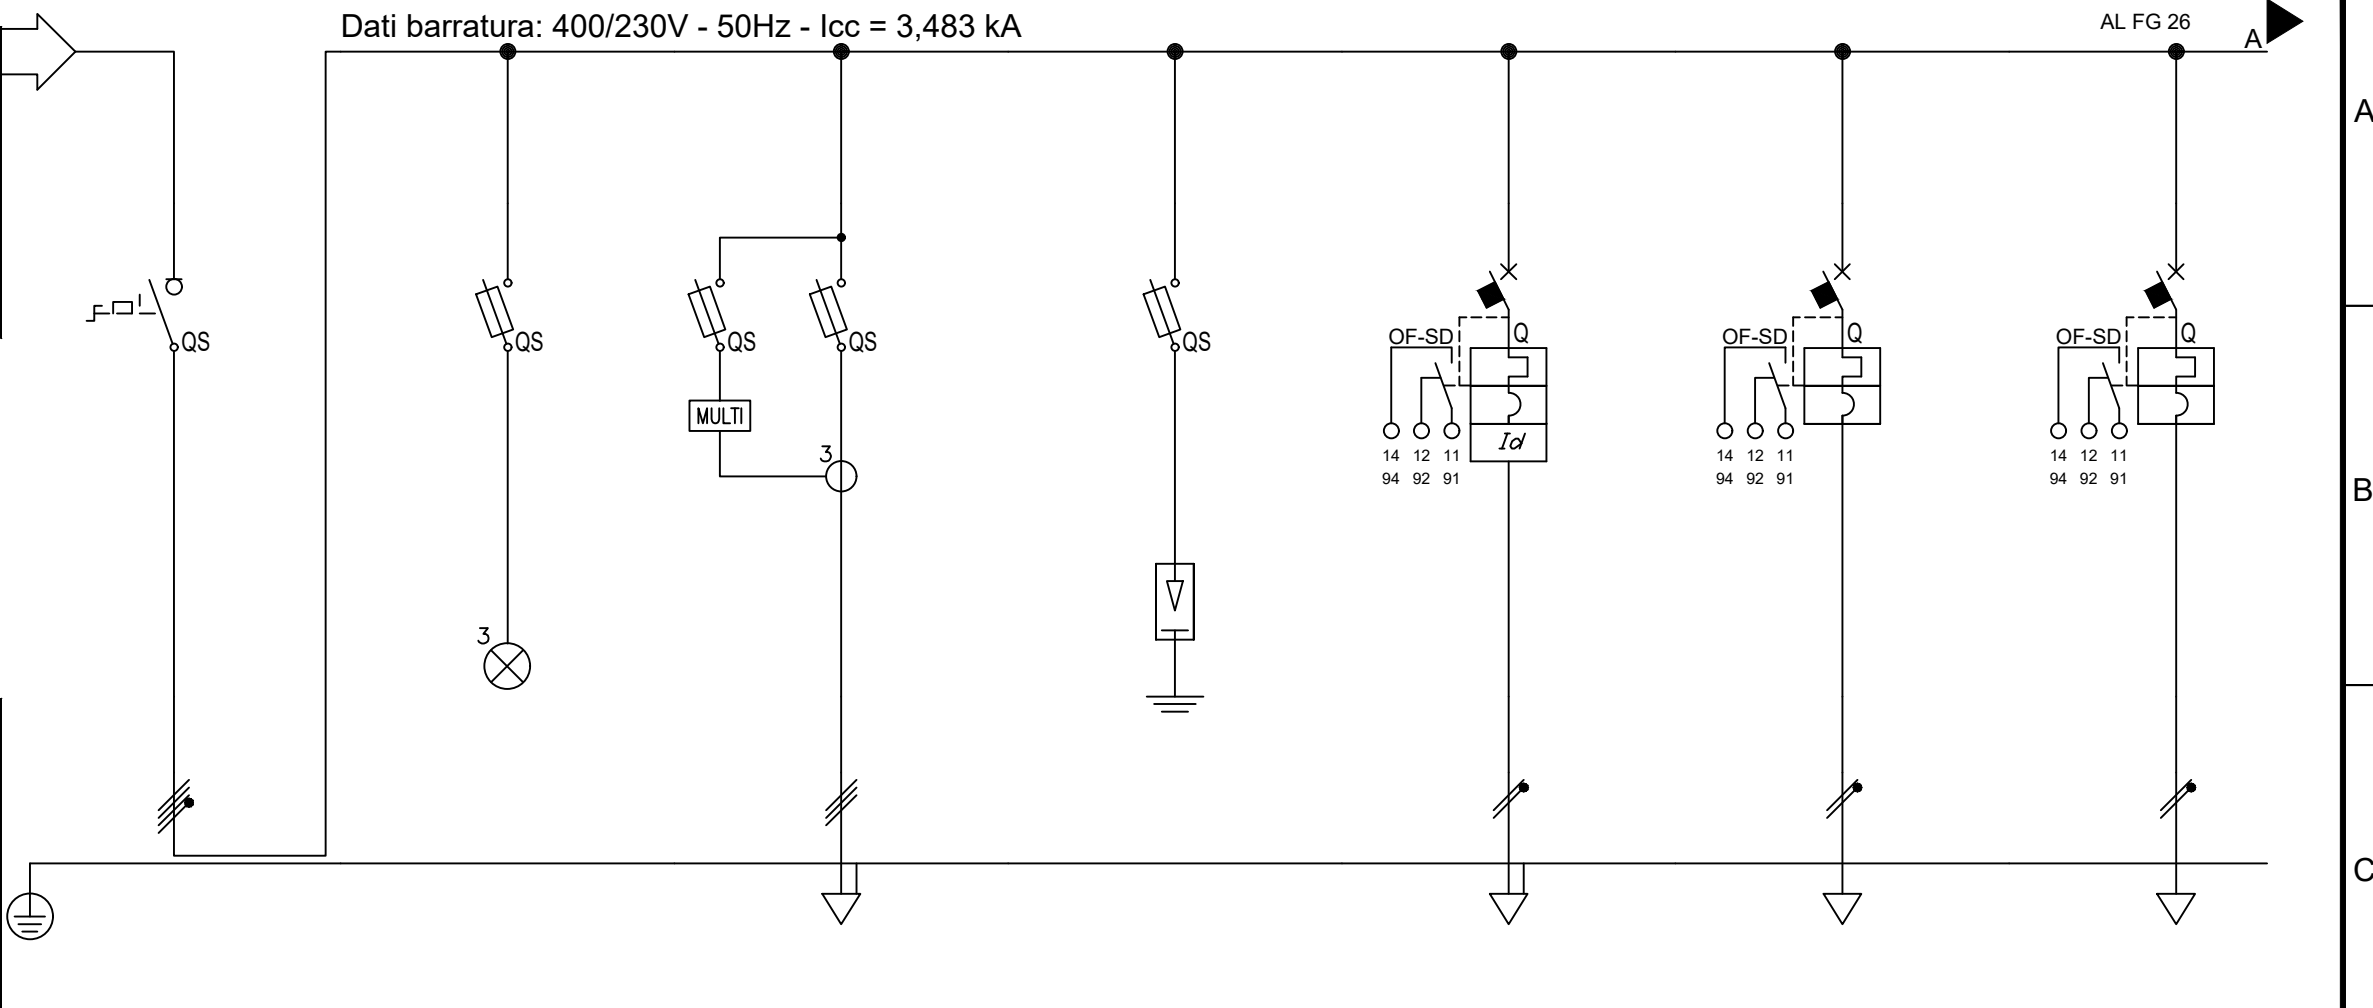 Dati barratura: 400/230V - 50Hz - Icc = 3,483 kA
AL FG 26
A
A
QS
QS
QS
QS
QS
OF-SD
Q
OF-SD
Q
OF-SD
Q
MULTI
3
Id
14 12 11
94 92 91
14 12 11
94 92 91
14 12 11
94 92 91
B
3
C